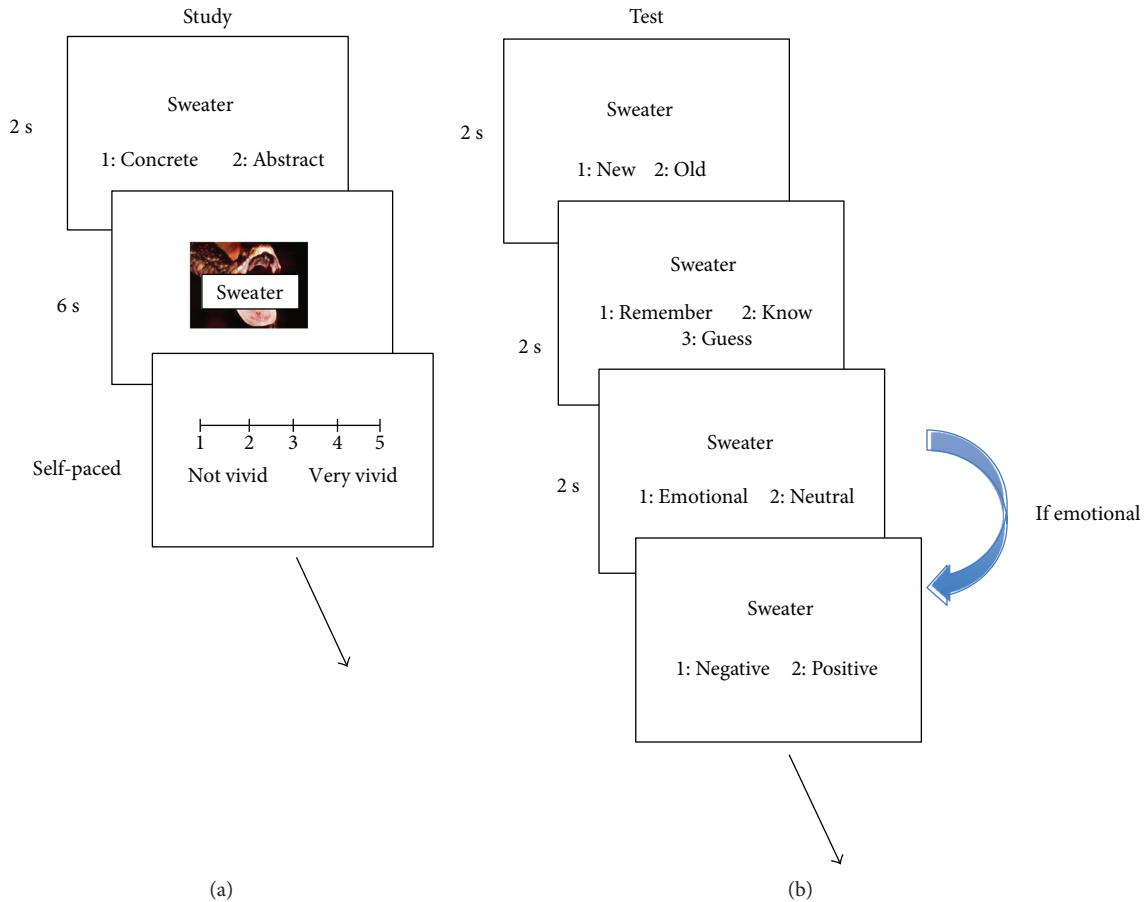 Study
Sweater
2 s
1: Concrete 2: Abstract
Sweater
6 s
1 2 3 4 5
Self-paced
Not vivid Very vivid
(a)
Test
Sweater
2 s
1: New 2: Old
Sweater
1: Remember 2: Know
3: Guess
2 s
Sweater
2 s
1: Emotional 2: Neutral
If emotional
Sweater
1: Negative 2: Positive
(b)